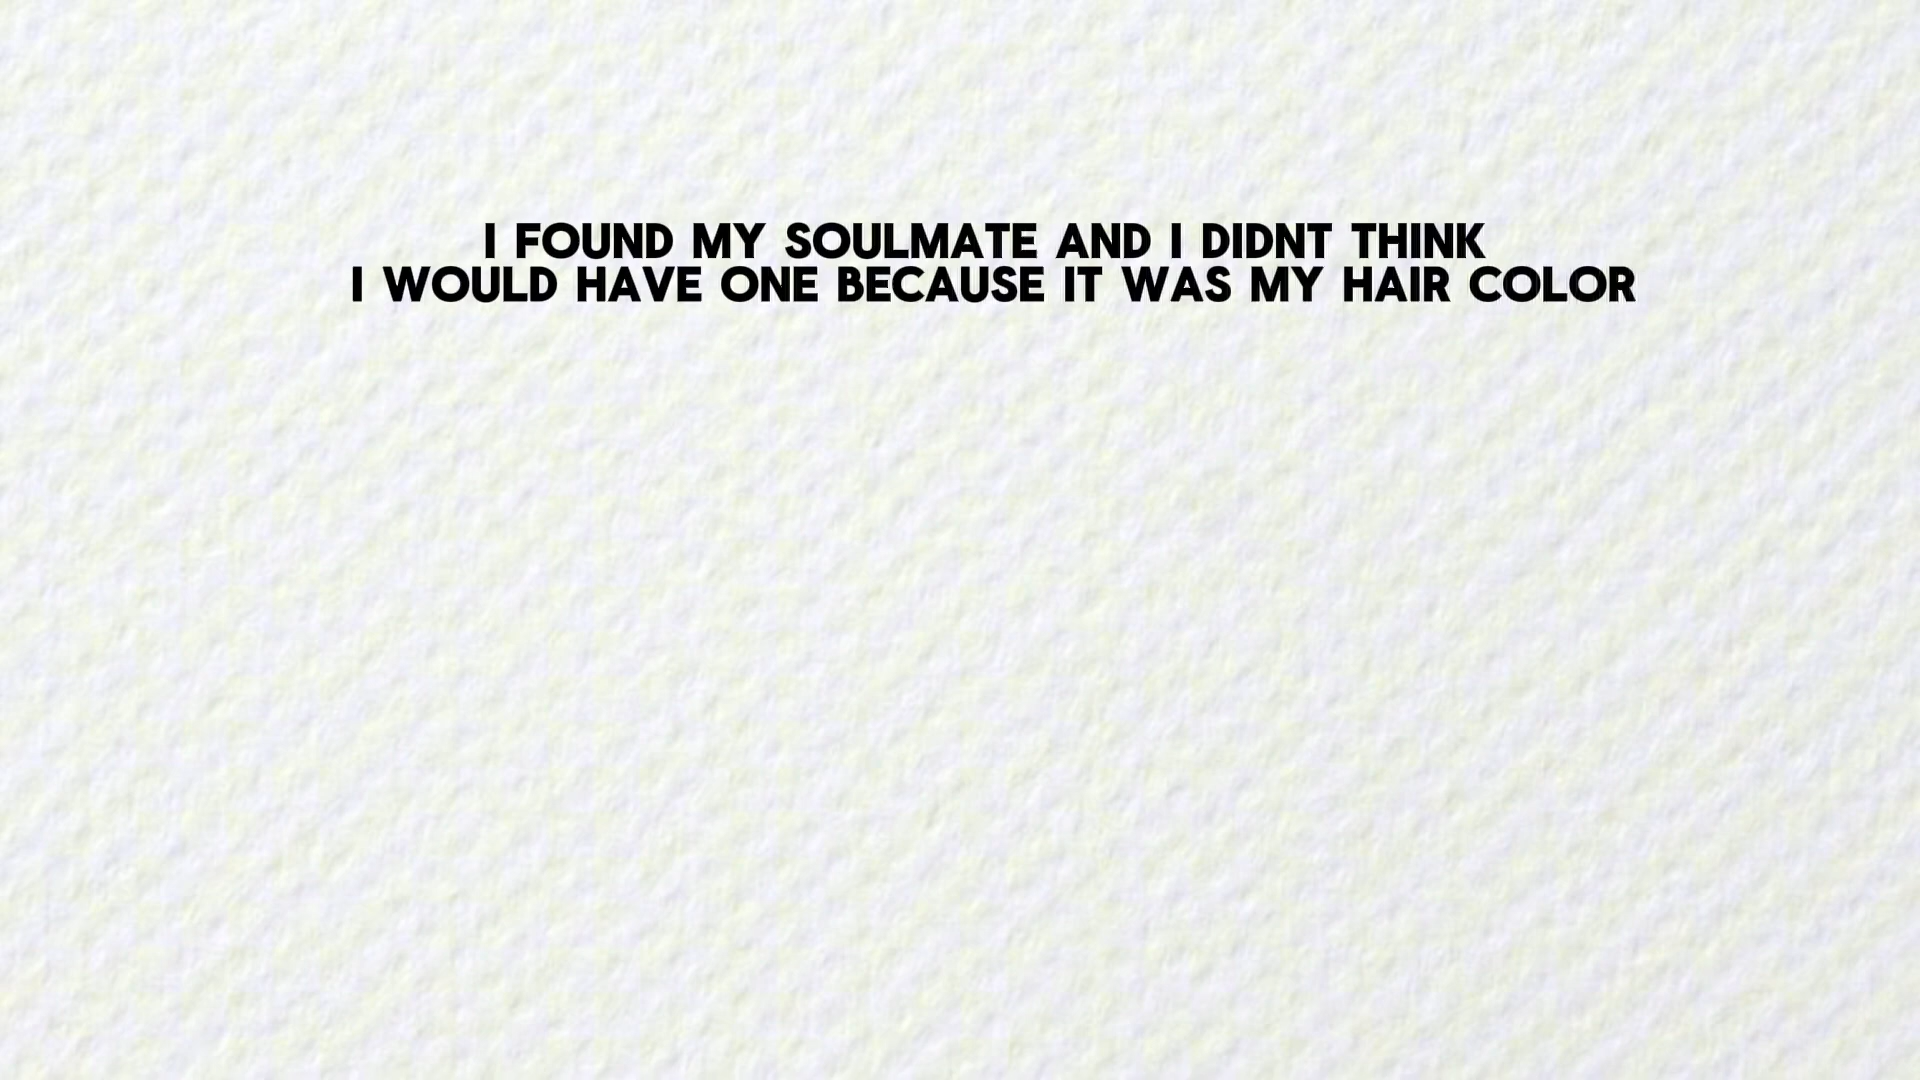 I FOUND MY SOULMATE AND I DIDNT THINK
I WOULD HAVE ONE BECAUSE IT WAS MY HAIR COLOR